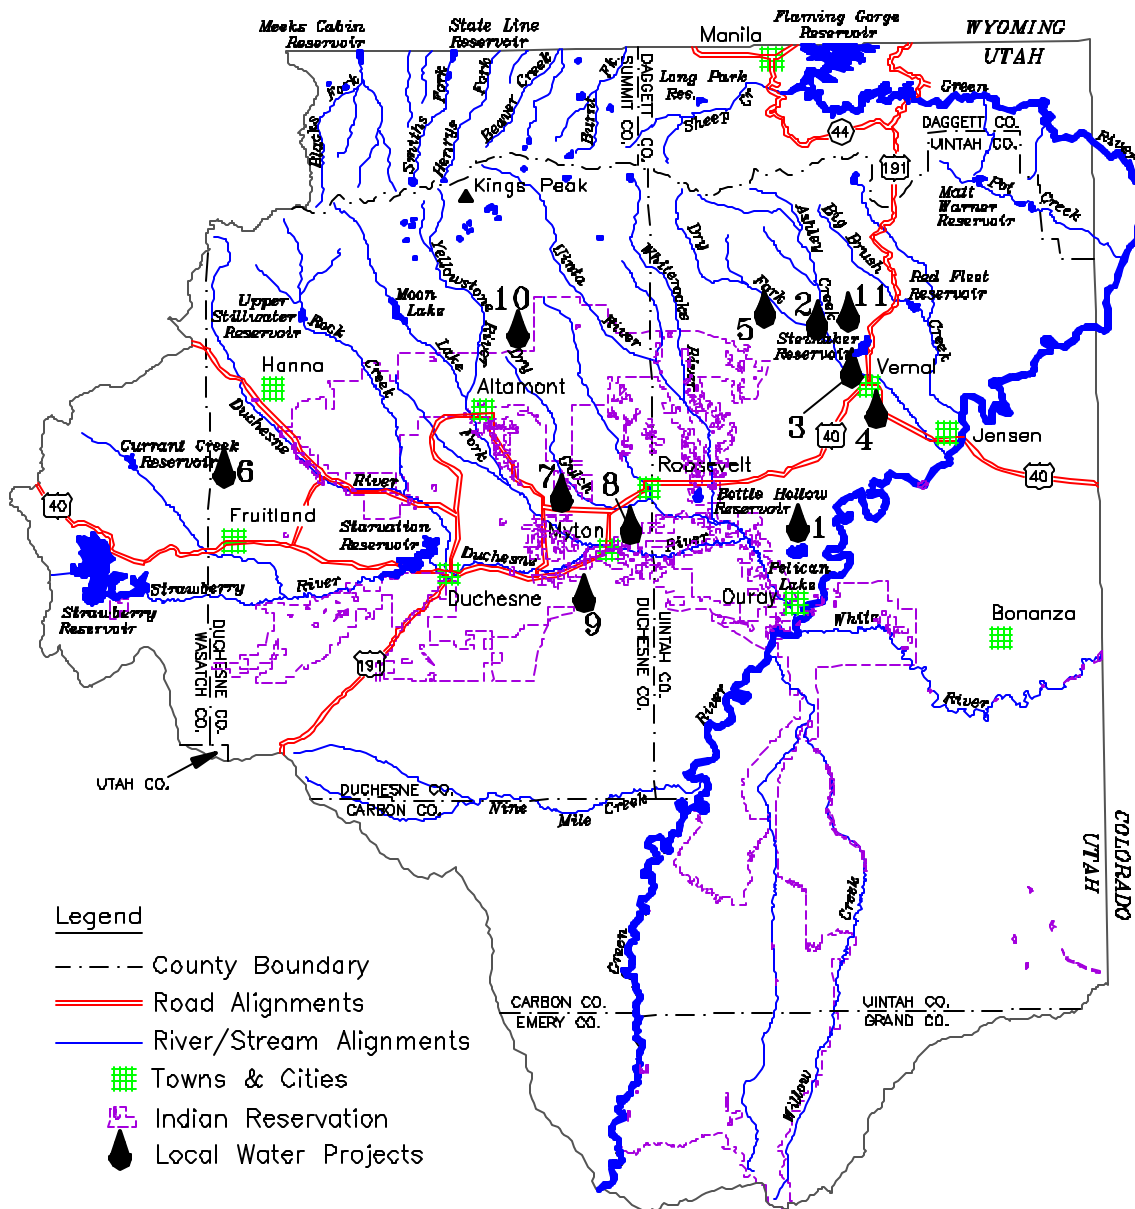 Meeks Cabin
Reservoir
State Line
Reservoir
Flaming Gorge
Reservoir
WYOMING
UTAH
Manila
Blacks
Fork
Smiths
Fork
Henrys
Fork
Beaver Creek
Burnt
Fk.
DAGGETT CO.
SUMMIT CO.
Long Park
Res.
Sheep
Cr
Green
River
44
191
DAGGETT CO.
UINTAH CO.
Kings Peak
Matt
Warner
Reservoir
Pot
Creek
Upper
Stillwater
Reservoir
Rock
Creek
Moon
Lake
Lake
Fork
Yellowstone
River
10
Dry
Gulch
Uinta
River
Whiterocks
River
Dry
Fork
5
Ashley
Creek
2
Big Brush
Creek
11
Red Fleet
Reservoir
Steinaker
Reservoir
Vernal
3
4
40
Jensen
40
Hanna
Altamont
Duchesne
River
Currant Creek
Reservoir
6
40
Fruitland
7
8
Roosevelt
Bottle Hollow
Reservoir
1
Starvation
Reservoir
Myton
River
Duchesne
Strawberry
River
Strawberry
Reservoir
Duchesne
9
Pelican
Lake
Ouray
White
River
Bonanza
191
DUCHESNE CO.
WASATCH CO.
UINTAH CO.
DUCHESNE CO.
River
UTAH CO.
DUCHESNE CO.
CARBON CO.
Nine
Mile
Creek
COLORADO
UTAH
Green
Creek
Willow
CARBON CO.
EMERY CO.
UINTAH CO.
GRAND CO.
Legend
County Boundary
Road Alignments
River/Stream Alignments
Towns & Cities
Indian Reservation
Local Water Projects